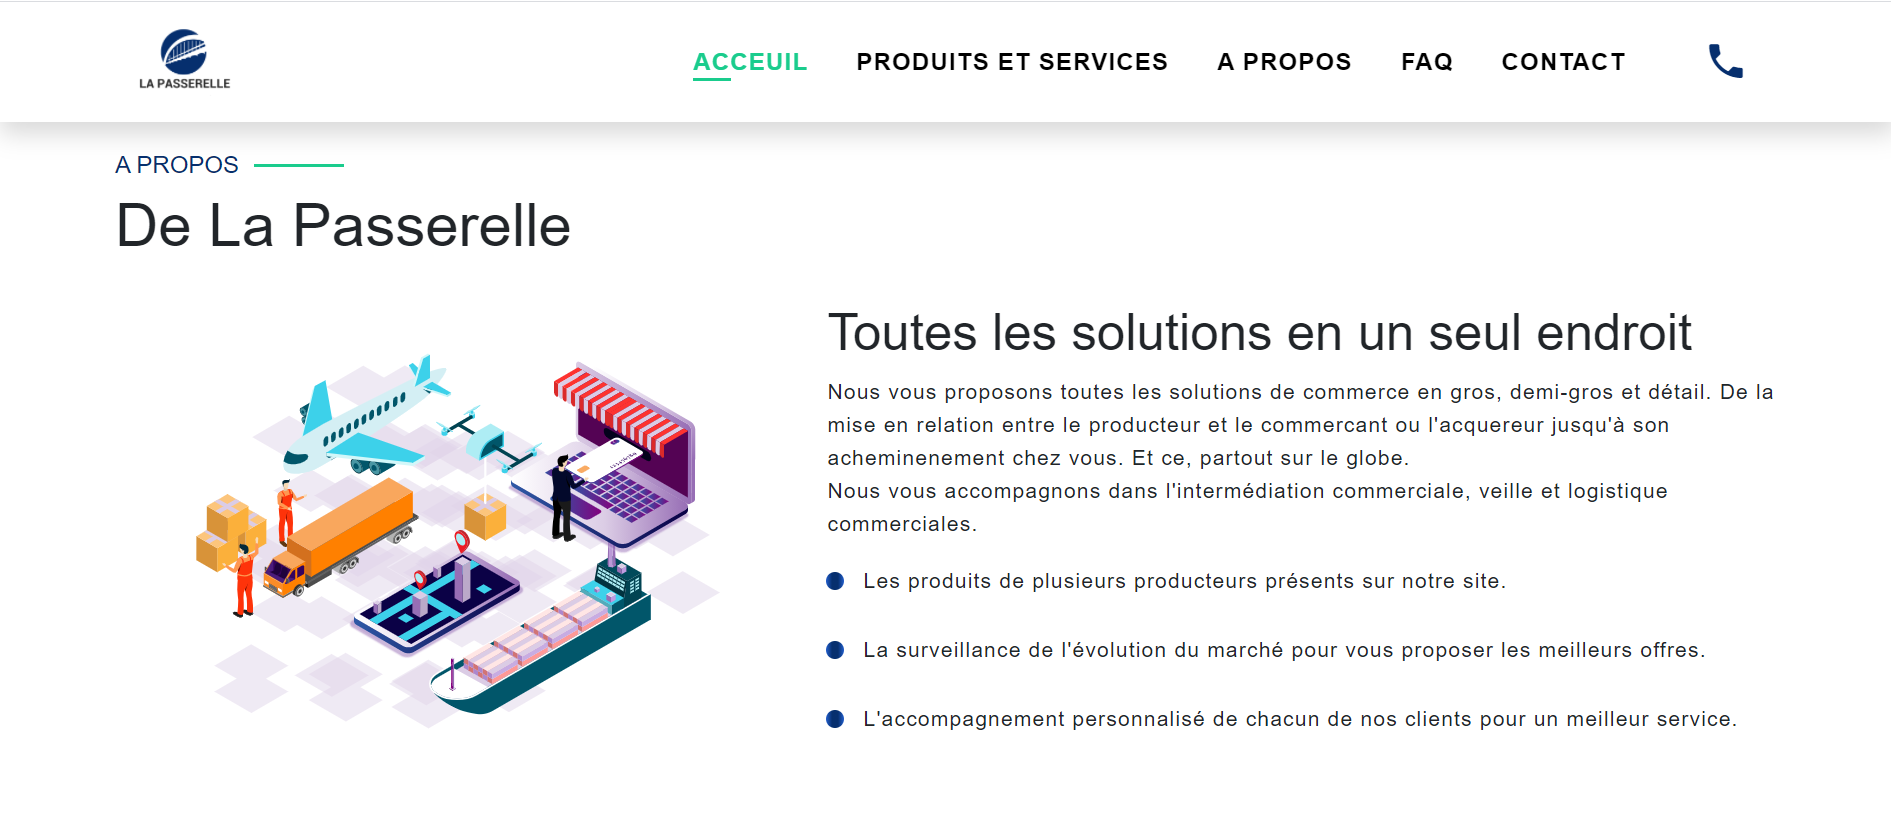 LA PASSERELLE
ACCEUIL PRODUITS ET SERVICES A PROPOS FAQ CONTACT
A PROPOS
De La Passerelle
Toutes les solutions en un seul endroit
Nous vous proposons toutes les solutions de commerce en gros, demi-gros et détail. De la
mise en relation entre le producteur et le commercant ou l'acquereur jusqu'à son
acheminenement chez vous. Et ce, partout sur le globe.
Nous vous accompagnons dans l'intermédiation commerciale, veille et logistique
commerciales.
Les produits de plusieurs producteurs présents sur notre site.
La surveillance de l'évolution du marché pour vous proposer les meilleurs offres.
L'accompagnement personnalisé de chacun de nos clients pour un meilleur service.